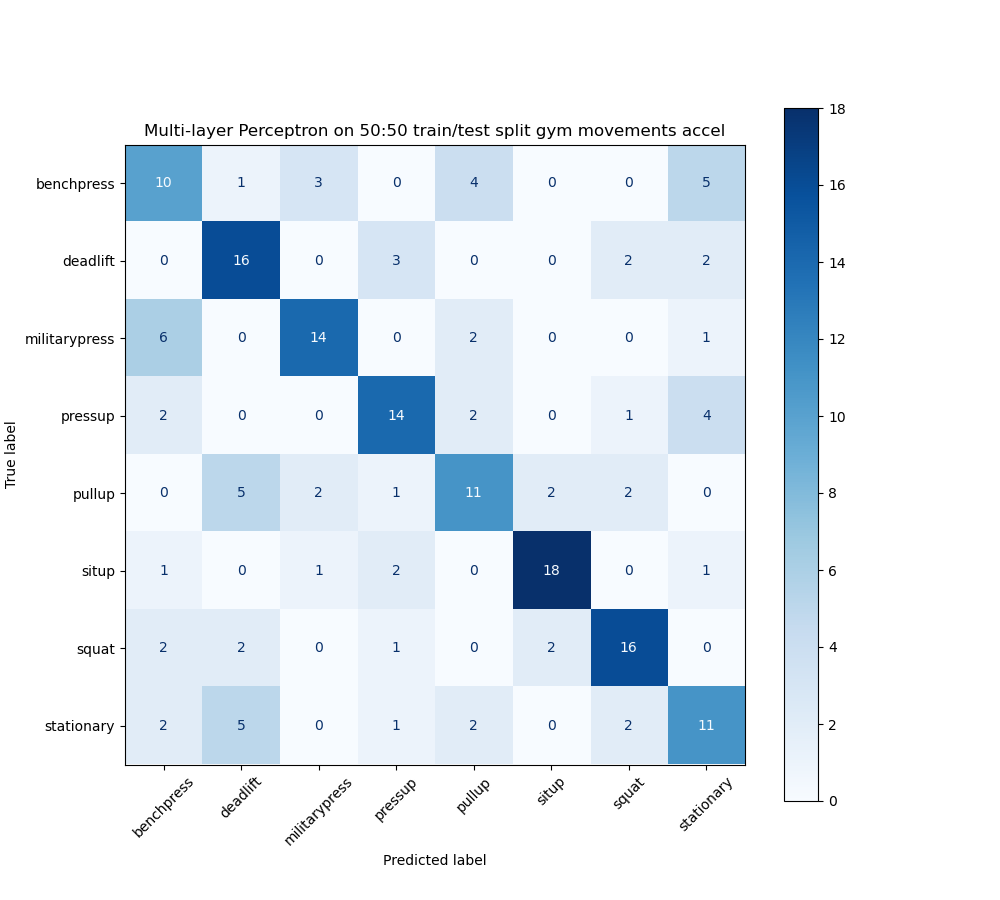 Multi-layer Perceptron on 50:50 train/test split gym movements accel
True label
benchpress 10 1 3 0 4 0 0 5
deadlift 0 16 0 3 0 0 2 2
militarypress 6 0 14 0 2 0 0 1
pressup 2 0 0 14 2 0 1 4
pullup 0 5 2 1 11 2 2 0
situp 1 0 1 2 0 18 0 1
squat 2 2 0 1 0 2 16 0
stationary 2 5 0 1 2 0 2 11
benchpress deadlift militarypress pressup pullup situp squat stationary
Predicted label
18
16
14
12
10
8
6
4
2
0